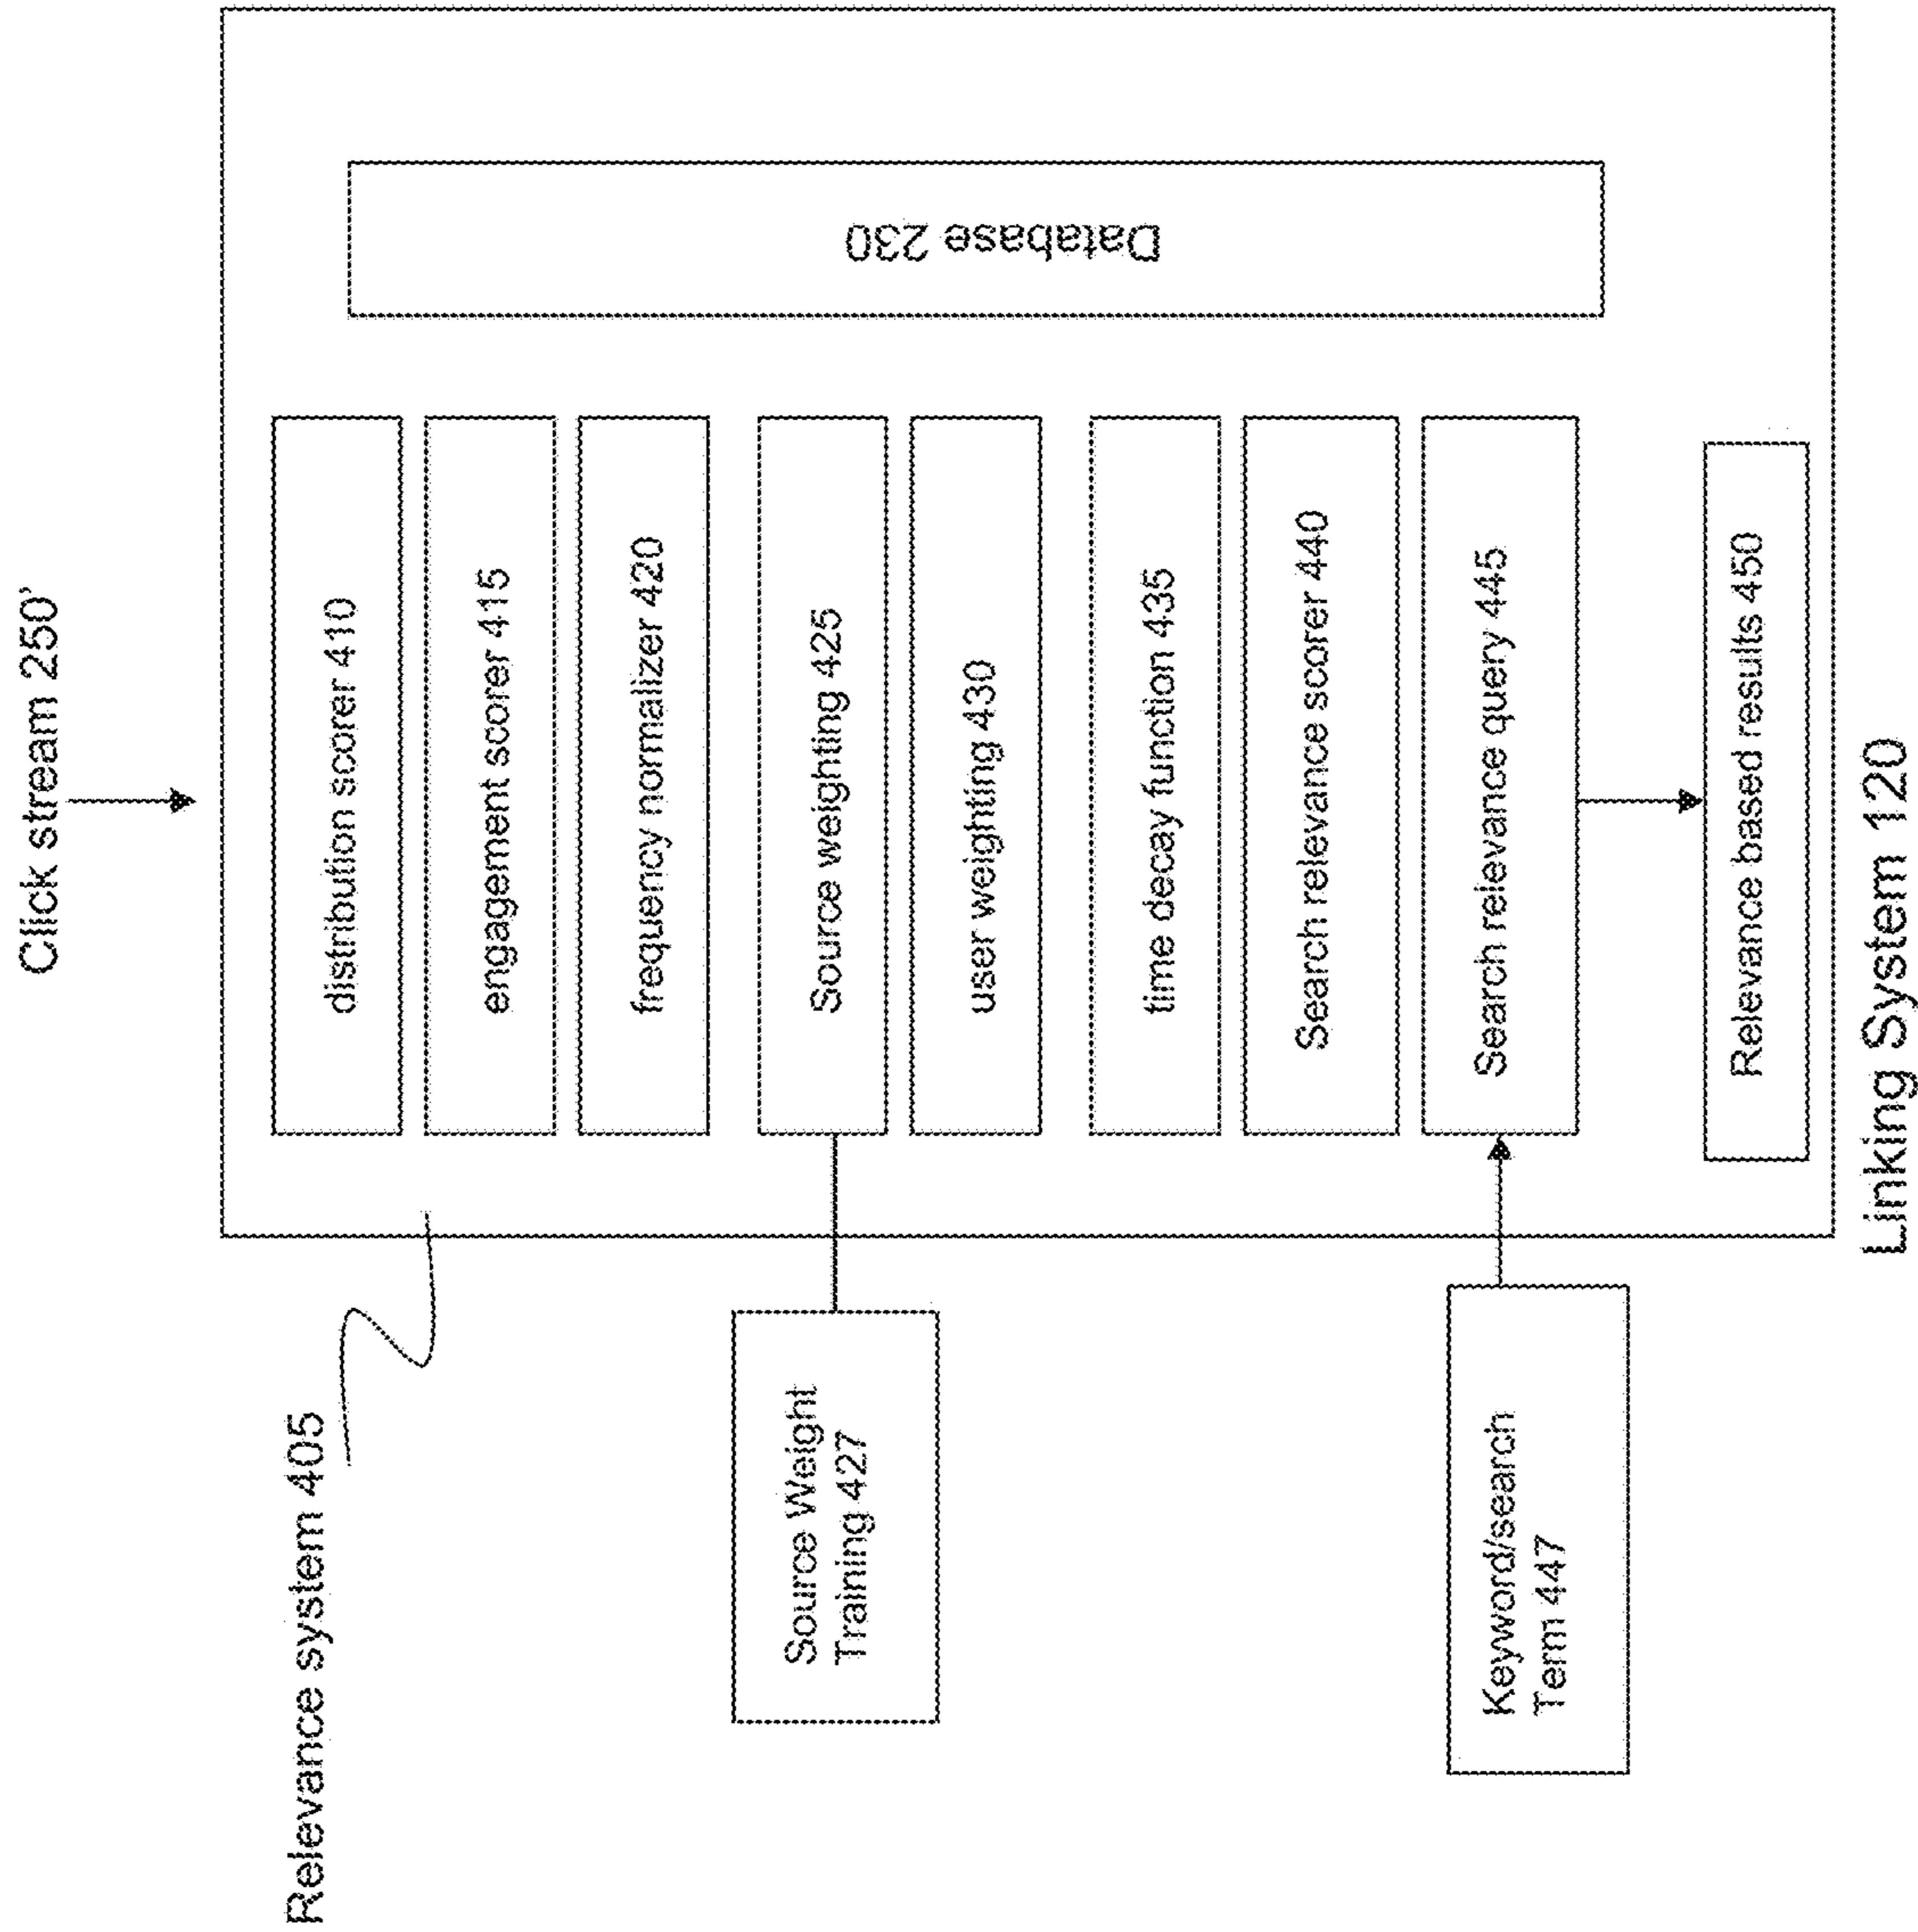 Click stream 250'
Relevance system 405
distribution scorer 410
engagement scorer 415
frequency normalizer 420
Source Weight
Training 427
Source weighting 425
user weighting 430
time decay function 435
Search relevance scorer 440
Keyword/search
Term 447
Search relevance query 445
Relevance based results 450
Database 230
Linking System 120